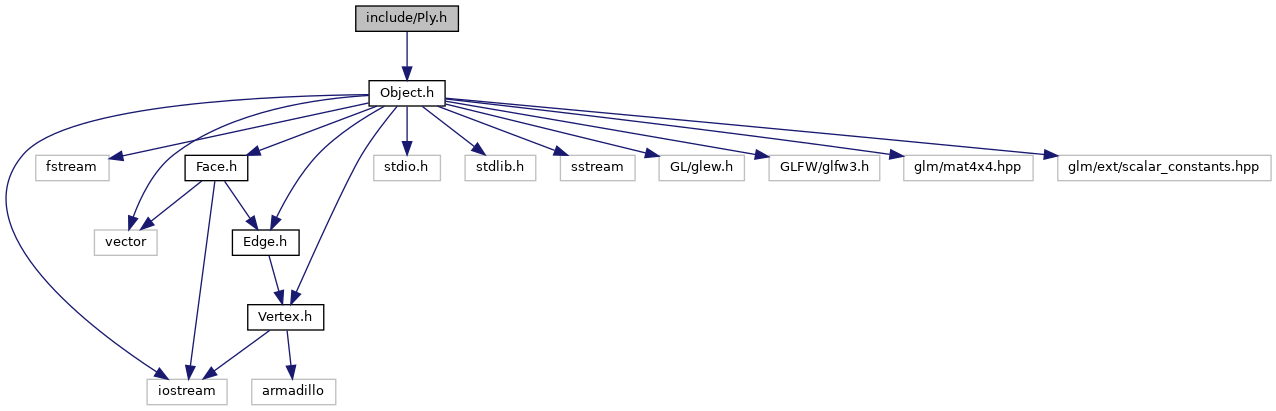 include/Ply.h
Object.h
fstream
Face.h
stdio.h
stdlib.h
sstream
GL/glew.h
GLFW/glfw3.h
glm/mat4x4.hpp
glm/ext/scalar_constants.hpp
vector
Edge.h
Vertex.h
iostream
armadillo